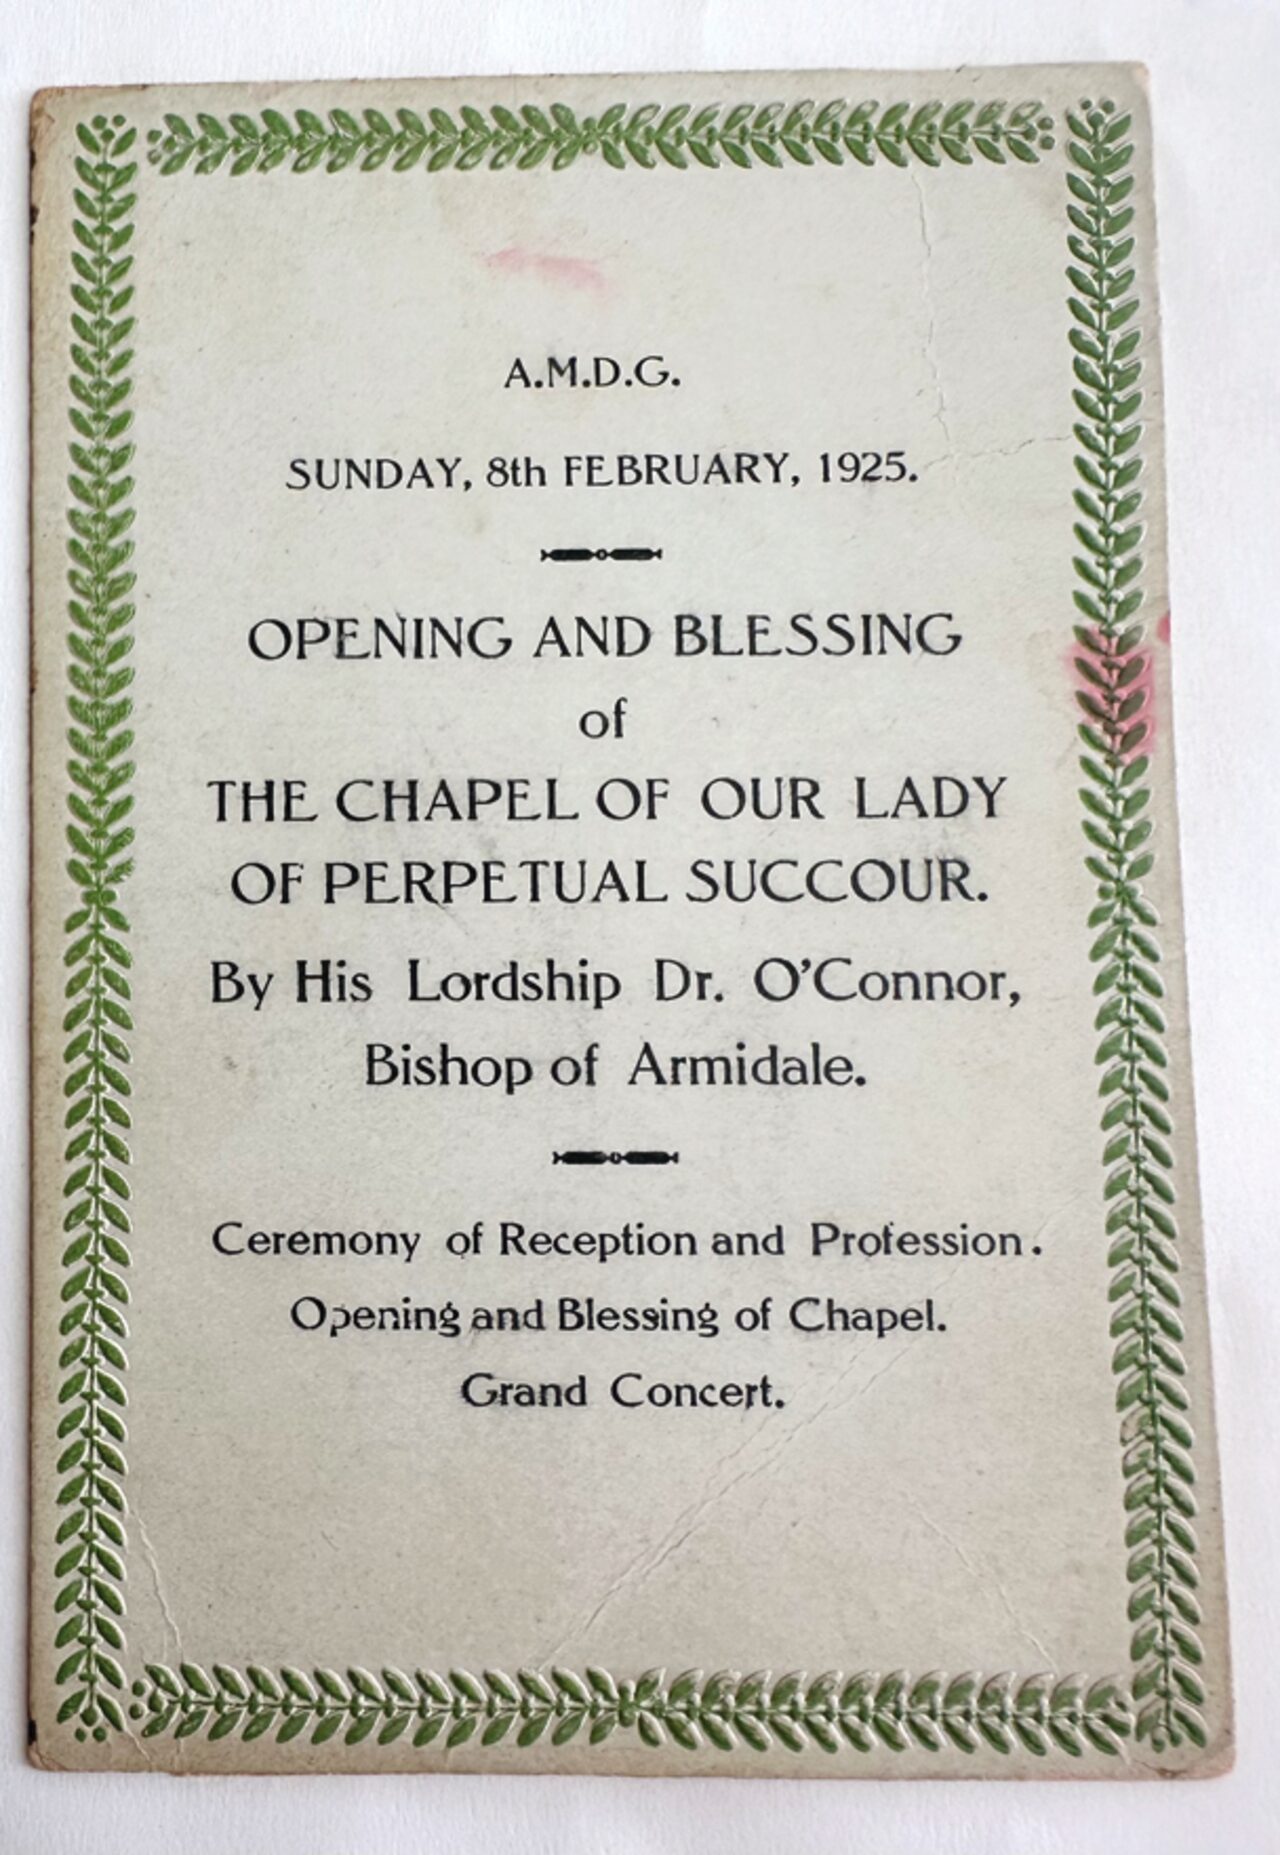 A.M.D.G.
SUNDAY, 8th FEBRUARY, 1925.
OPENING AND BLESSING
of
THE CHAPEL OF OUR LADY
OF PERPETUAL SUCCOUR.
By His Lordship Dr. O'Connor,
Bishop of Armidale.
Ceremony of Reception and Profession.
Opening and Blessing of Chapel.
Grand Concert.